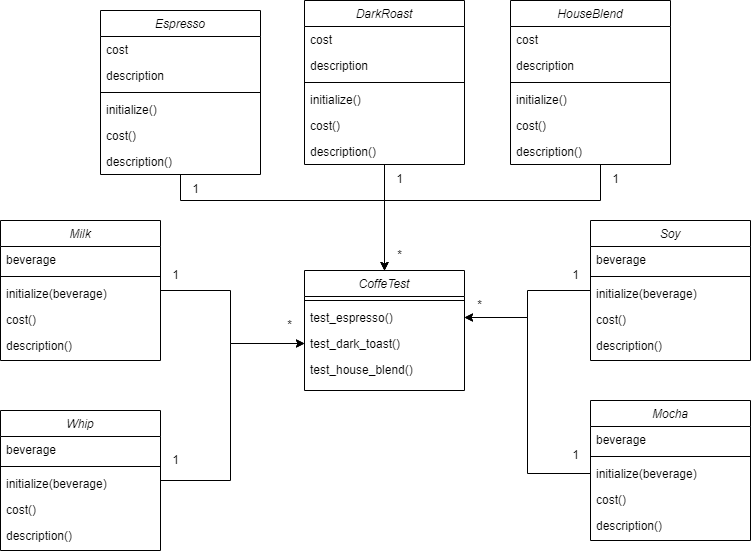 Espresso
cost
description
initialize()
cost()
description()
DarkRoast
cost
description
initialize()
cost()
description()
HouseBlend
cost
description
initialize()
cost()
description()
1
1
1
*
Milk
beverage
initialize(beverage)
cost()
description()
1
*
CoffeTest
test_espresso()
test_dark_toast()
test_house_blend()
*
1
Soy
beverage
initialize(beverage)
cost()
description()
Whip
beverage
initialize(beverage)
cost()
description()
1
1
Mocha
beverage
initialize(beverage)
cost()
description()